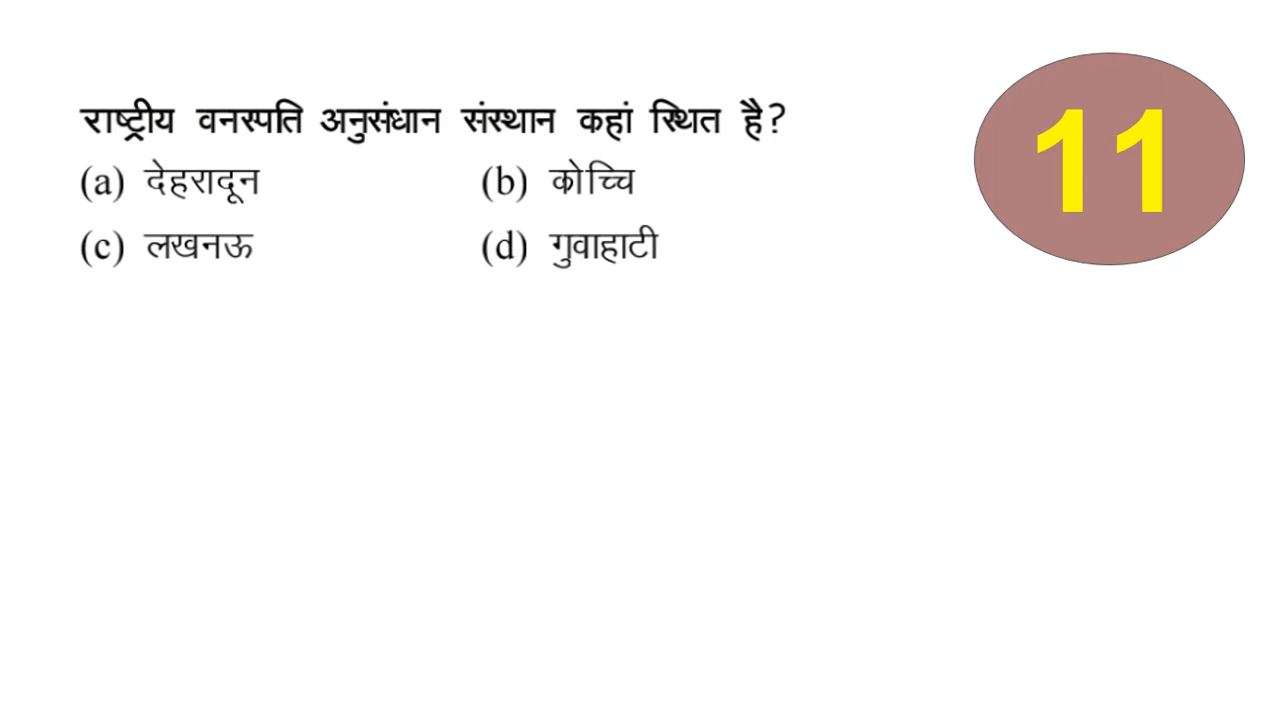 राष्ट्रीय वनस्पति अनुसंधान संस्थान कहां स्थित है?
(a) देहरादून (b) कोच्चि
(c) लखनऊ (d) गुवाहाटी
11